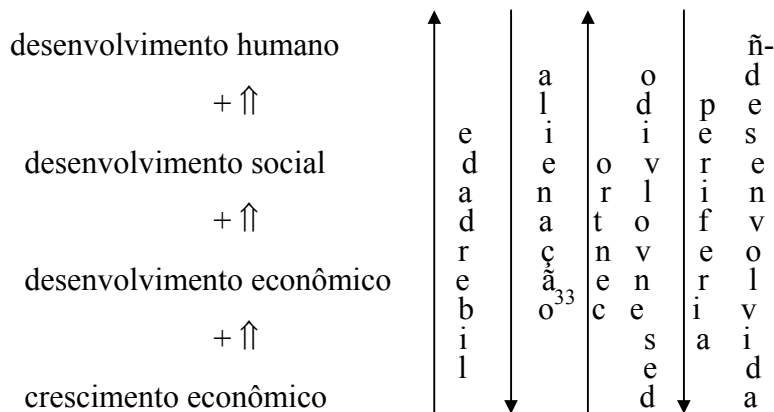 desenvolvimento humano
+ ⇑
desenvolvimento social
+ ⇑
desenvolvimento econômico
+ ⇑
crescimento econômico
liberdade
alienação³³
centro
desenvolvido
periferia
ñ-desenvolvida